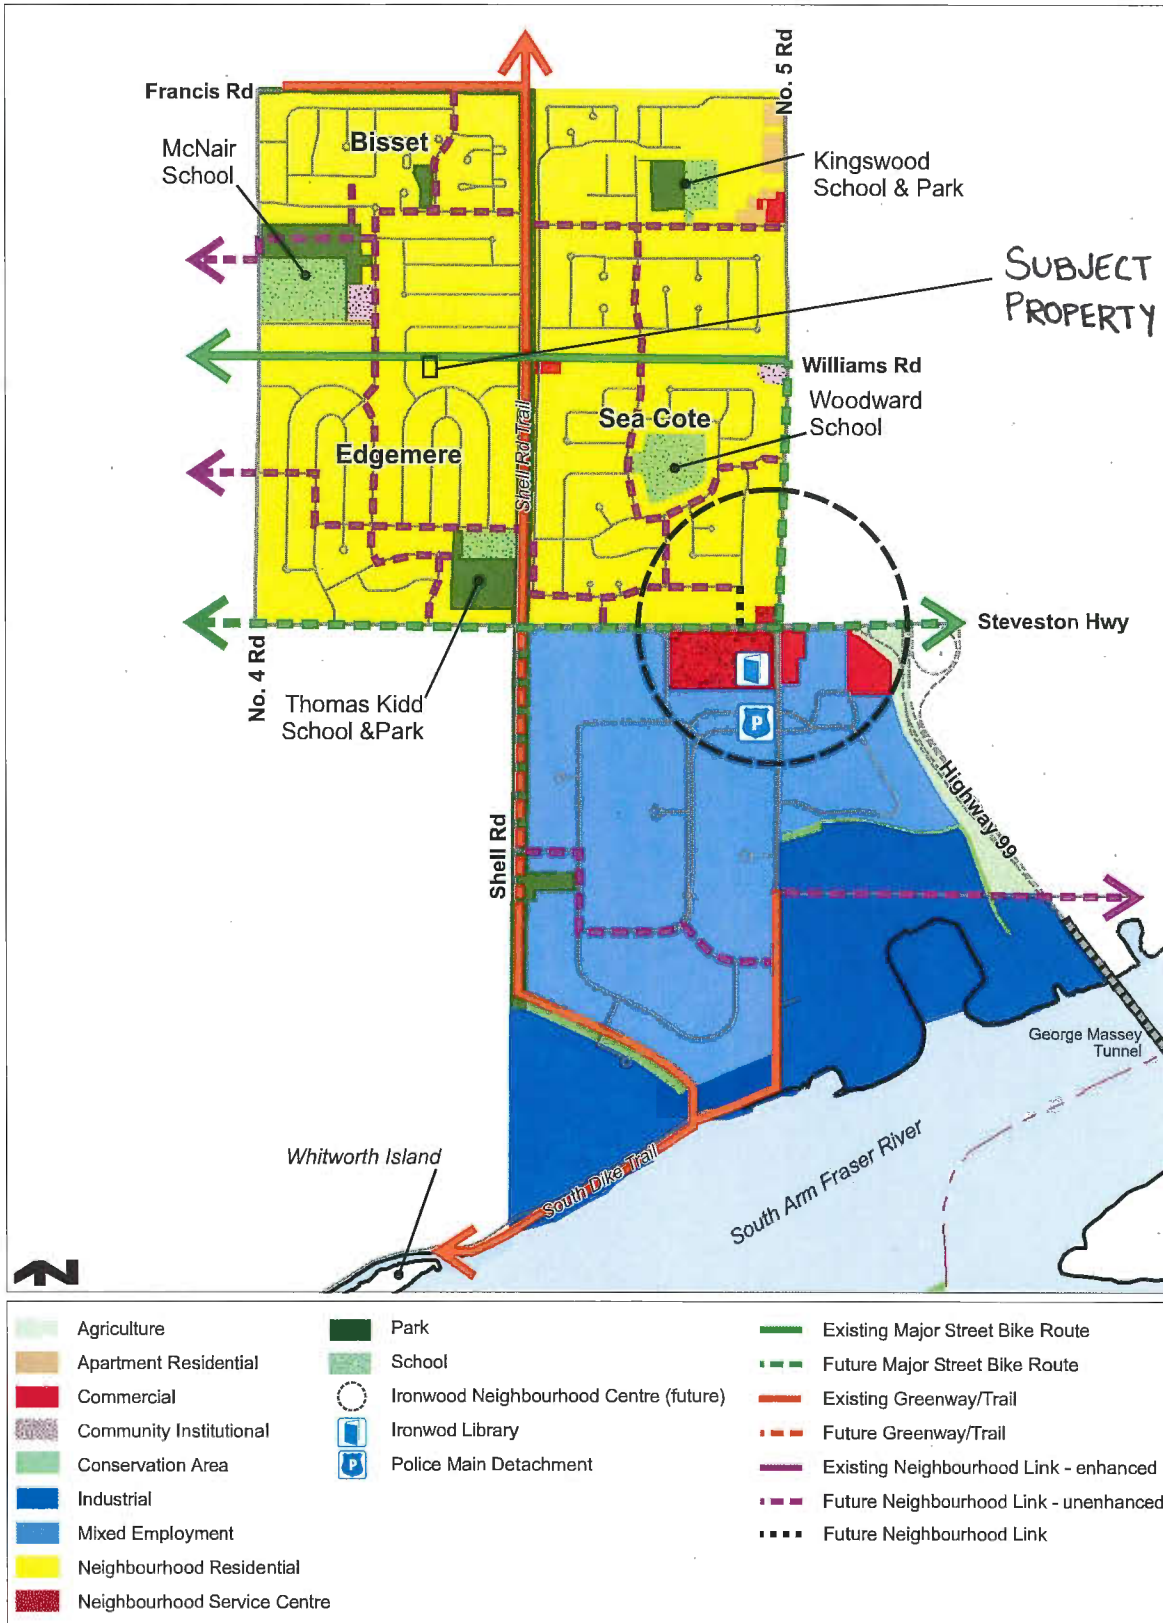 No. 5 Rd
Francis Rd
Bisset
McNair
School
Kingswood
School & Park
SUBJECT
PROPERTY
Williams Rd
Woodward
School
Sea Cote
Edgemere
Shell Rd Trail
Steveston Hwy
No. 4 Rd
Thomas Kidd
School &Park
P
Highway 99
Shell Rd
George Massey
Tunnel
Whitworth Island
South Dike Trail
South Arm Fraser River
N
Agriculture
Apartment Residential
Commercial
Community Institutional
Conservation Area
Industrial
Mixed Employment
Neighbourhood Residential
Neighbourhood Service Centre
Park
School
Ironwood Neighbourhood Centre (future)
Ironwod Library
P Police Main Detachment
Existing Major Street Bike Route
Future Major Street Bike Route
Existing Greenway/Trail
Future Greenway/Trail
Existing Neighbourhood Link - enhanced
Future Neighbourhood Link - unenhanced
Future Neighbourhood Link